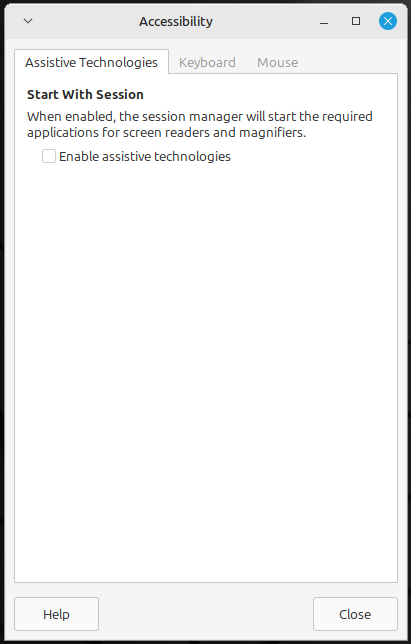 Accessibility
Assistive Technologies
Keyboard
Mouse
Start With Session
When enabled, the session manager will start the required
applications for screen readers and magnifiers.
Enable assistive technologies
Help
Close